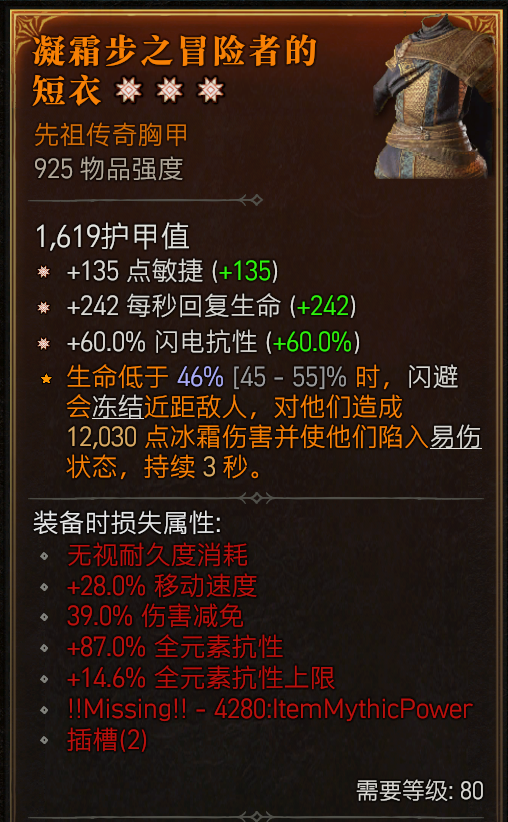 凝霜步之冒险者的
短衣
先祖传奇胸甲
925 物品强度
1,619护甲值
+135 点敏捷 (+135)
+242 每秒回复生命 (+242)
+60.0% 闪电抗性 (+60.0%)
生命低于 46% [45 - 55]% 时，闪避
会冻结近距敌人，对他们造成
12,030 点冰霜伤害并使他们陷入易伤
状态，持续 3 秒。
装备时损失属性:
无视耐久度消耗
+28.0% 移动速度
39.0% 伤害减免
+87.0% 全元素抗性
+14.6% 全元素抗性上限
!!Missing!! - 4280:ItemMythicPower
插槽(2)
需要等级: 80